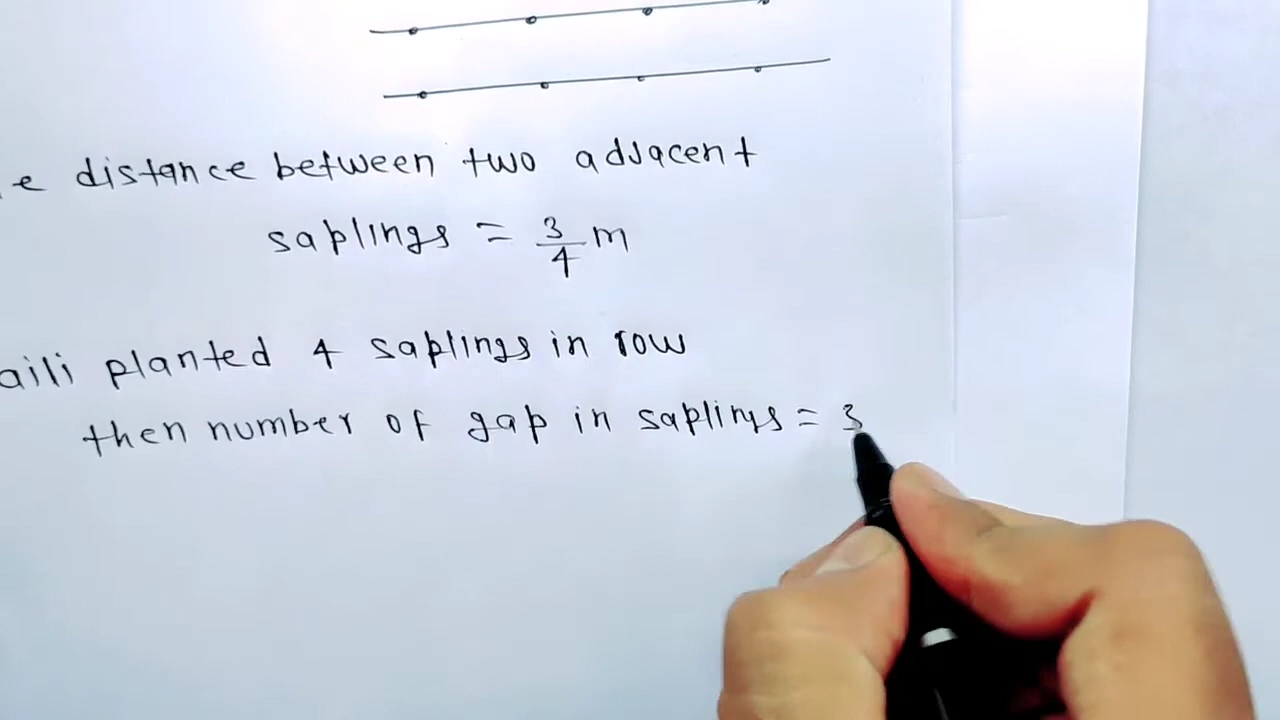 distance between two adjacent
saplings = 3/4 m
planted 4 saplings in row
then number of gap in saplings = 3